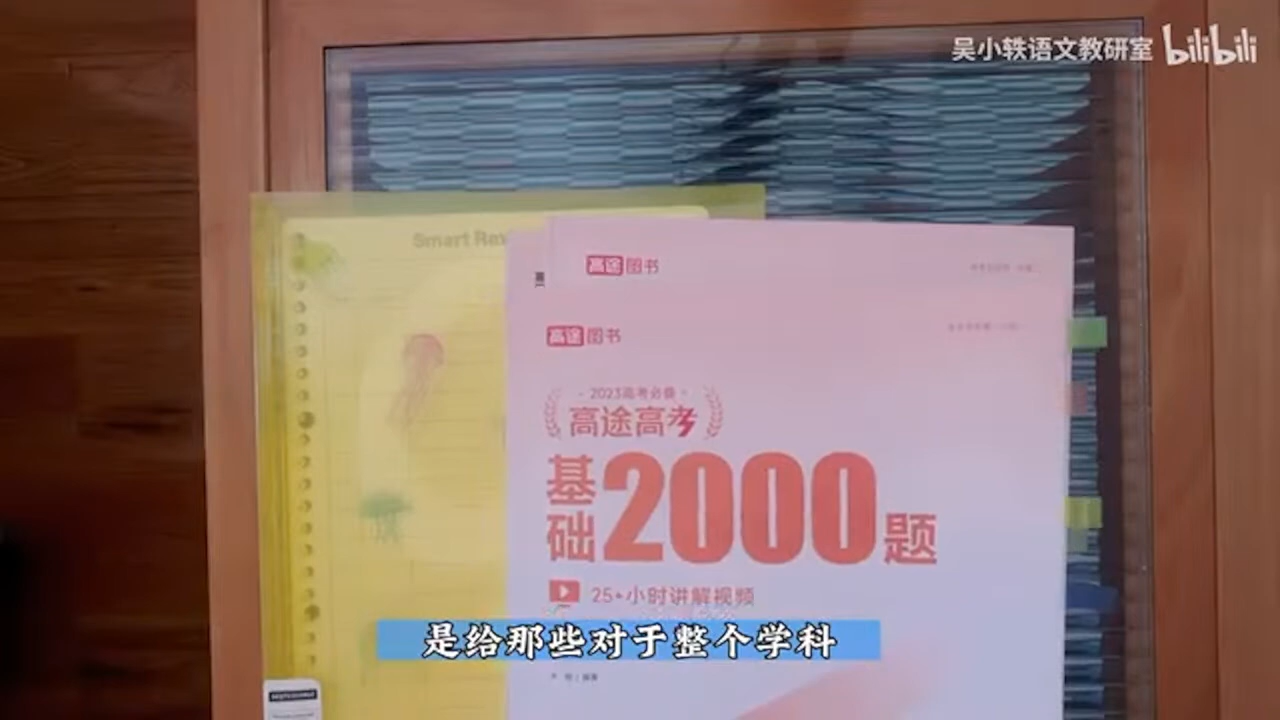 吴小轶语文教研室 bilibili
Smart
高途图书
高途图书
2023高考必备
高途高考
基础2000题
25+小时讲解视频
是给那些对于整个学科